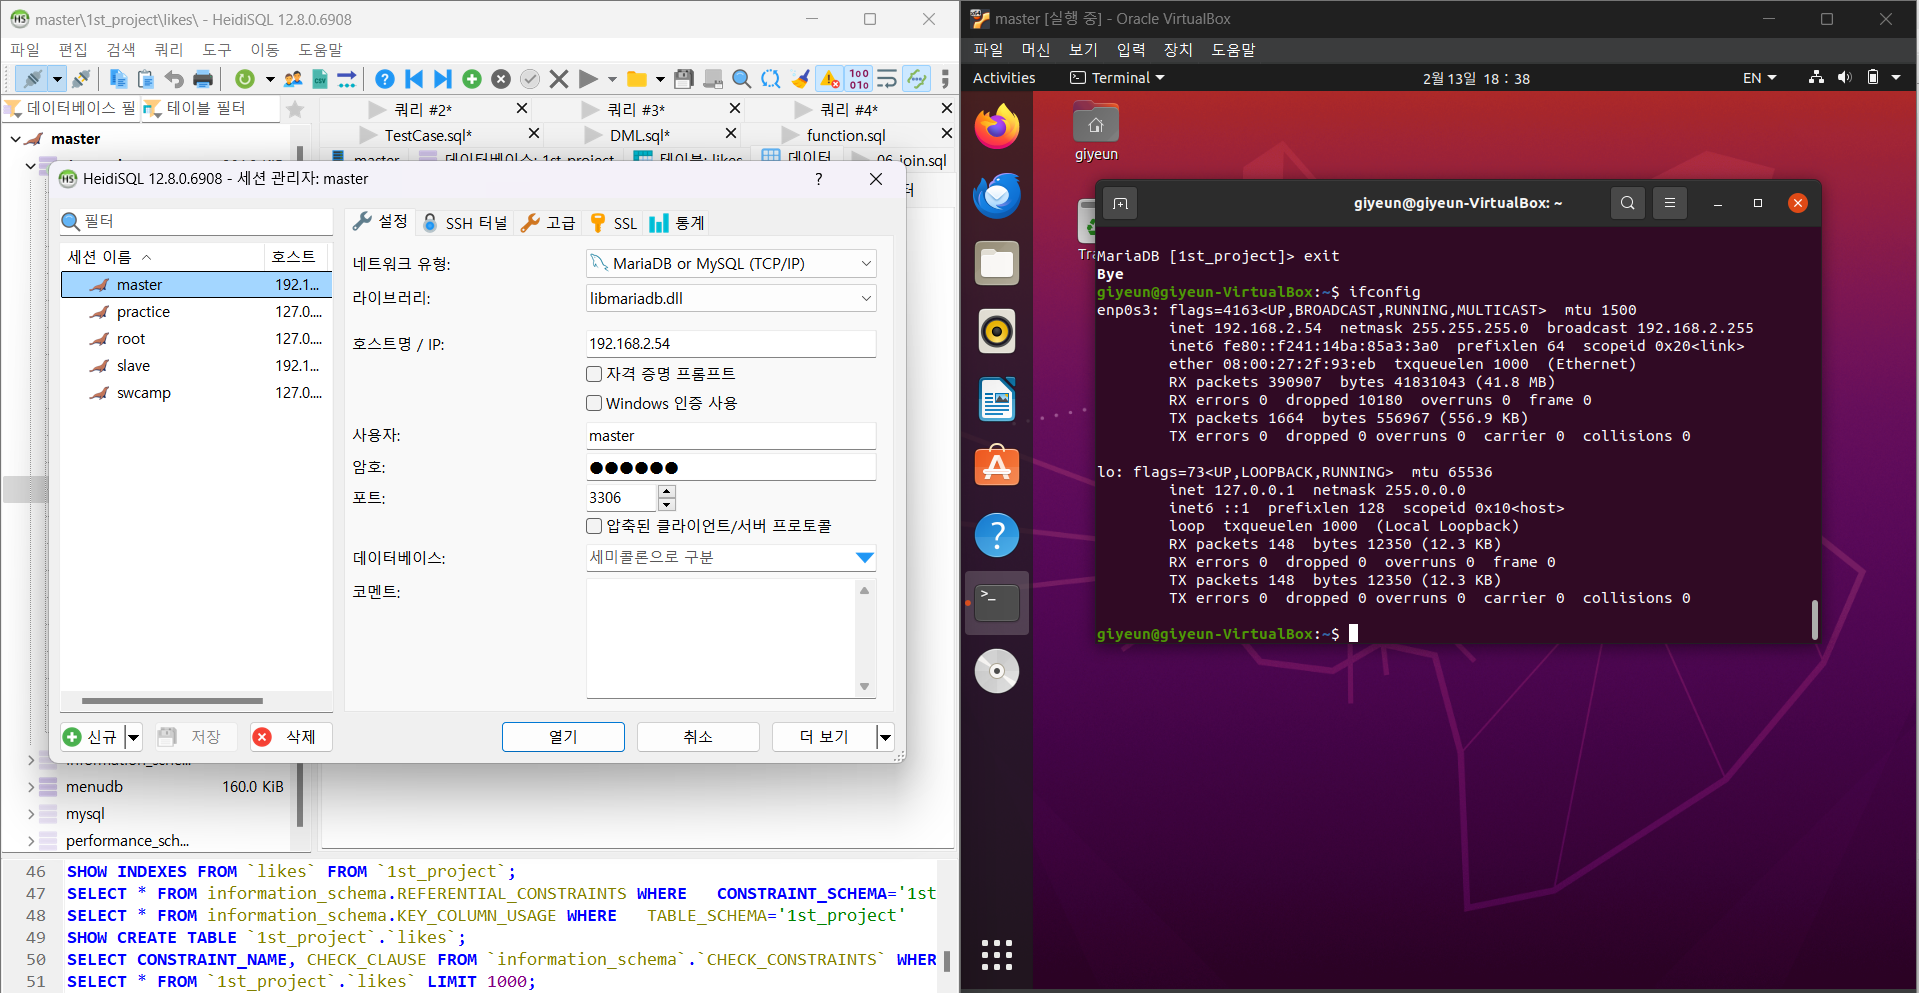 master\1st_project\likes\ - HeidiSQL 12.8.0.6908
파일 편집 검색 쿼리 도구 이동 도움말
데이터베이스 필 테이블 필터
쿼리 #2* 쿼리 #3* 쿼리 #4*
TestCase.sql* DML.sql* function.sql
master 데이터베이스: 1st_project 테이블: likes 데이터 06_join.sql
master
HeidiSQL 12.8.0.6908 - 세션 관리자: master
?
필터
세션 이름 호스트
master 192.1...
practice 127.0....
root 127.0....
slave 192.1...
swcamp 127.0....
신규 저장 삭제
설정 SSH 터널 고급 SSL 통계
네트워크 유형: MariaDB or MySQL (TCP/IP)
라이브러리: libmariadb.dll
호스트명 / IP: 192.168.2.54
자격 증명 프롬프트
Windows 인증 사용
사용자: master
암호: ●●●●●●
포트: 3306
압축된 클라이언트/서버 프로토콜
데이터베이스: 세미콜론으로 구분
코멘트:
열기 취소 더 보기
information_sche...
menudb 160.0 KiB
mysql
performance_sch...
46 SHOW INDEXES FROM `likes` FROM `1st_project`;
47 SELECT * FROM information_schema.REFERENTIAL_CONSTRAINTS WHERE   CONSTRAINT_SCHEMA='1st
48 SELECT * FROM information_schema.KEY_COLUMN_USAGE WHERE   TABLE_SCHEMA='1st_project'
49 SHOW CREATE TABLE `1st_project`.`likes`;
50 SELECT CONSTRAINT_NAME, CHECK_CLAUSE FROM `information_schema`.`CHECK_CONSTRAINTS` WHER
51 SELECT * FROM `1st_project`.`likes` LIMIT 1000;
master [실행 중] - Oracle VirtualBox
파일 머신 보기 입력 장치 도움말
Activities Terminal 2월 13일 18 : 38 EN
giyeun
Tra
giyeun@giyeun-VirtualBox: ~
MariaDB [1st_project]> exit
Bye
giyeun@giyeun-VirtualBox:~$ ifconfig
enp0s3: flags=4163<UP,BROADCAST,RUNNING,MULTICAST>  mtu 1500
inet 192.168.2.54  netmask 255.255.255.0  broadcast 192.168.2.255
inet6 fe80::f241:14ba:85a3:3a0  prefixlen 64  scopeid 0x20<link>
ether 08:00:27:2f:93:eb  txqueuelen 1000  (Ethernet)
RX packets 390907  bytes 41831043 (41.8 MB)
RX errors 0  dropped 10180  overruns 0  frame 0
TX packets 1664  bytes 556967 (556.9 KB)
TX errors 0  dropped 0 overruns 0  carrier 0  collisions 0
lo: flags=73<UP,LOOPBACK,RUNNING>  mtu 65536
inet 127.0.0.1  netmask 255.0.0.0
inet6 ::1  prefixlen 128  scopeid 0x10<host>
loop  txqueuelen 1000  (Local Loopback)
RX packets 148  bytes 12350 (12.3 KB)
RX errors 0  dropped 0  overruns 0  frame 0
TX packets 148  bytes 12350 (12.3 KB)
TX errors 0  dropped 0 overruns 0  carrier 0  collisions 0
giyeun@giyeun-VirtualBox:~$